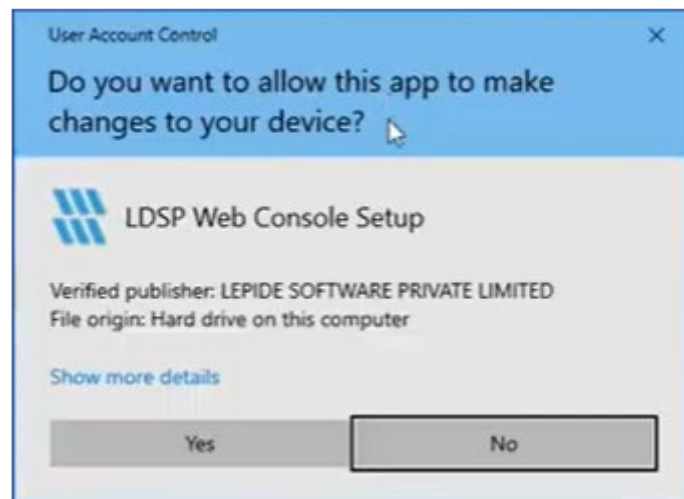 User Account Control
Do you want to allow this app to make
changes to your device?
LDSP Web Console Setup
Verified publisher: LEPIDE SOFTWARE PRIVATE LIMITED
File origin: Hard drive on this computer
Show more details
Yes
No